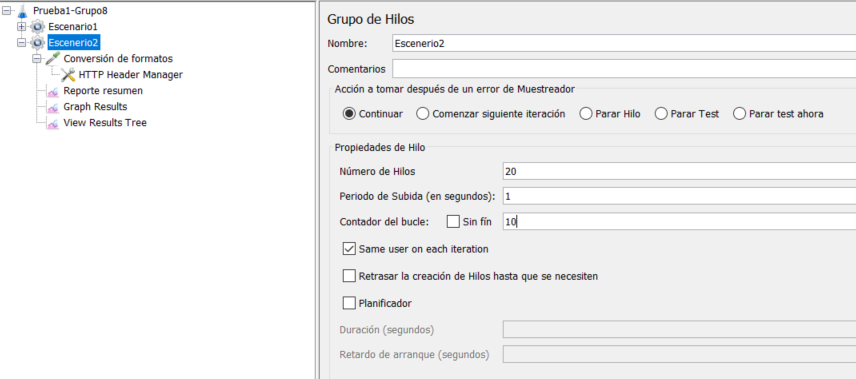 Prueba1-Grupo8
Escenario1
Escenerio2
Conversión de formatos
HTTP Header Manager
Reporte resumen
Graph Results
View Results Tree
Grupo de Hilos
Nombre: Escenerio2
Comentarios
Acción a tomar después de un error de Muestreador
Continuar Comenzar siguiente iteración Parar Hilo Parar Test Parar test ahora
Propiedades de Hilo
Número de Hilos 20
Periodo de Subida (en segundos): 1
Contador del bucle: Sin fín 10
Same user on each iteration
Retrasar la creación de Hilos hasta que se necesiten
Planificador
Duración (segundos)
Retardo de arranque (segundos)